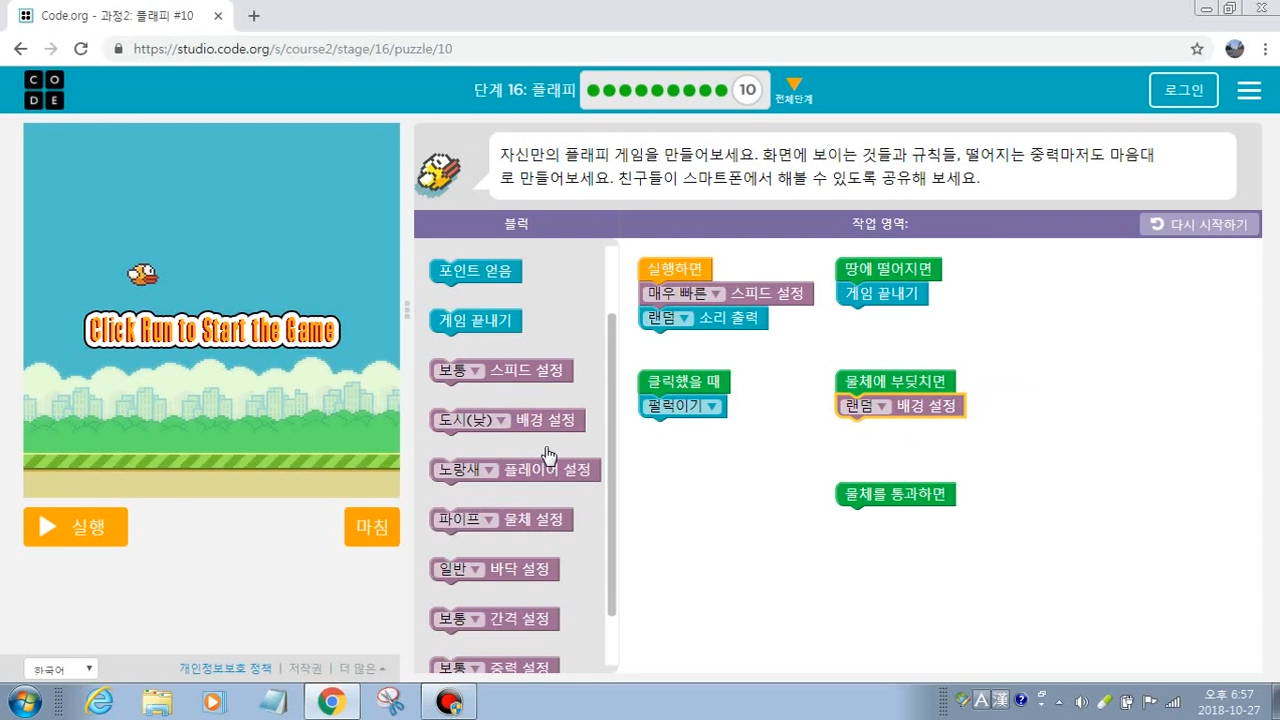 Code.org - 과정2: 플래피 #10
https://studio.code.org/s/course2/stage/16/puzzle/10
C O
D E
단계 16: 플래피
10
전체단계
로그인
자신만의 플래피 게임을 만들어보세요. 화면에 보이는 것들과 규칙들, 떨어지는 중력마저도 마음대
로 만들어보세요. 친구들이 스마트폰에서 해볼 수 있도록 공유해 보세요.
블럭
작업 영역:
다시 시작하기
Click Run to Start the Game
실행
마침
포인트 얻음
게임 끝내기
보통 스피드 설정
도시(낮) 배경 설정
노랑새 플레이어 설정
파이프 물체 설정
일반 바닥 설정
보통 간격 설정
보통 중력 설정
실행하면
매우 빠른 스피드 설정
랜덤 소리 출력
땅에 떨어지면
게임 끝내기
클릭했을 때
펄럭이기
물체에 부딪치면
랜덤 배경 설정
물체를 통과하면
한국어
개인정보보호 정책
저작권
더 많은
A 漢
오후 6:57
2018-10-27